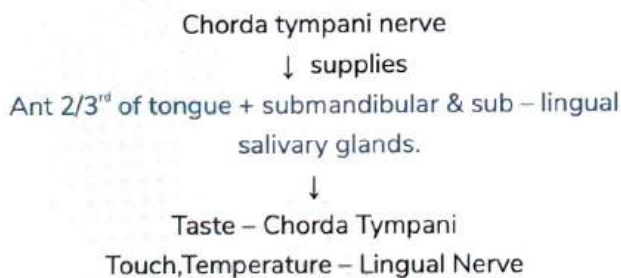 Chorda tympani nerve
↓ supplies
Ant 2/3rd of tongue + submandibular & sub – lingual
salivary glands.
↓
Taste – Chorda Tympani
Touch,Temperature – Lingual Nerve